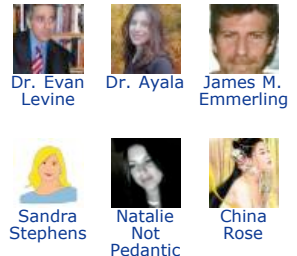 Dr. Evan Dr. Ayala James M.
Levine Emmerling
Sandra Natalie China
Stephens Not Rose
Pedantic